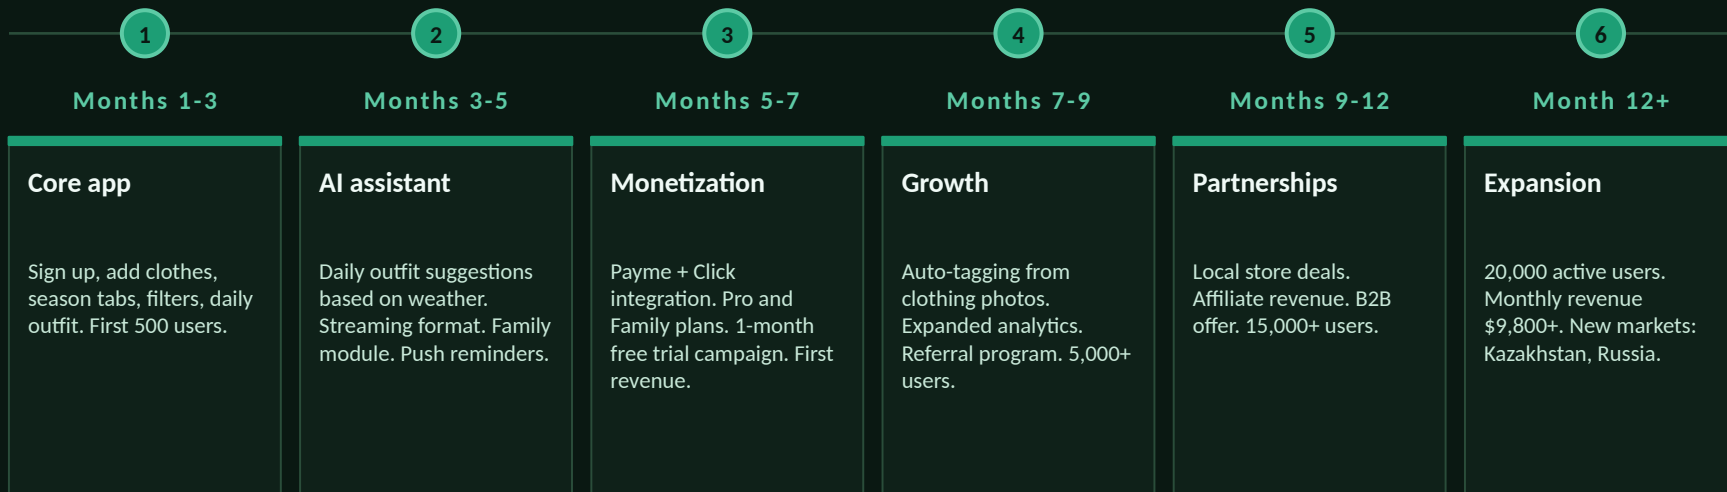 1
2
3
4
5
6
Months 1-3
Months 3-5
Months 5-7
Months 7-9
Months 9-12
Month 12+
Core app
Sign up, add clothes,
season tabs, filters, daily
outfit. First 500 users.
AI assistant
Daily outfit suggestions
based on weather.
Streaming format. Family
module. Push reminders.
Monetization
Payme + Click
integration. Pro and
Family plans. 1-month
free trial campaign. First
revenue.
Growth
Auto-tagging from
clothing photos.
Expanded analytics.
Referral program. 5,000+
users.
Partnerships
Local store deals.
Affiliate revenue. B2B
offer. 15,000+ users.
Expansion
20,000 active users.
Monthly revenue
$9,800+. New markets:
Kazakhstan, Russia.